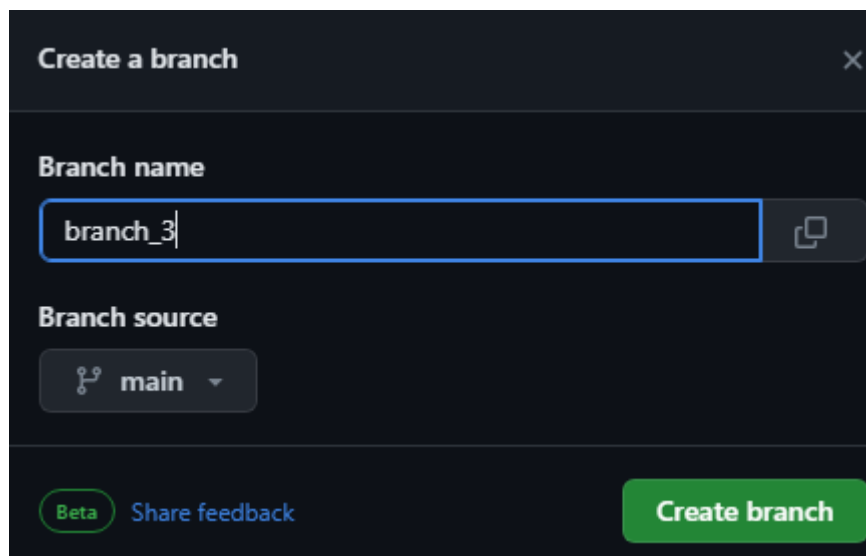 Create a branch
Branch name
branch_3
Branch source
main
Beta Share feedback Create branch